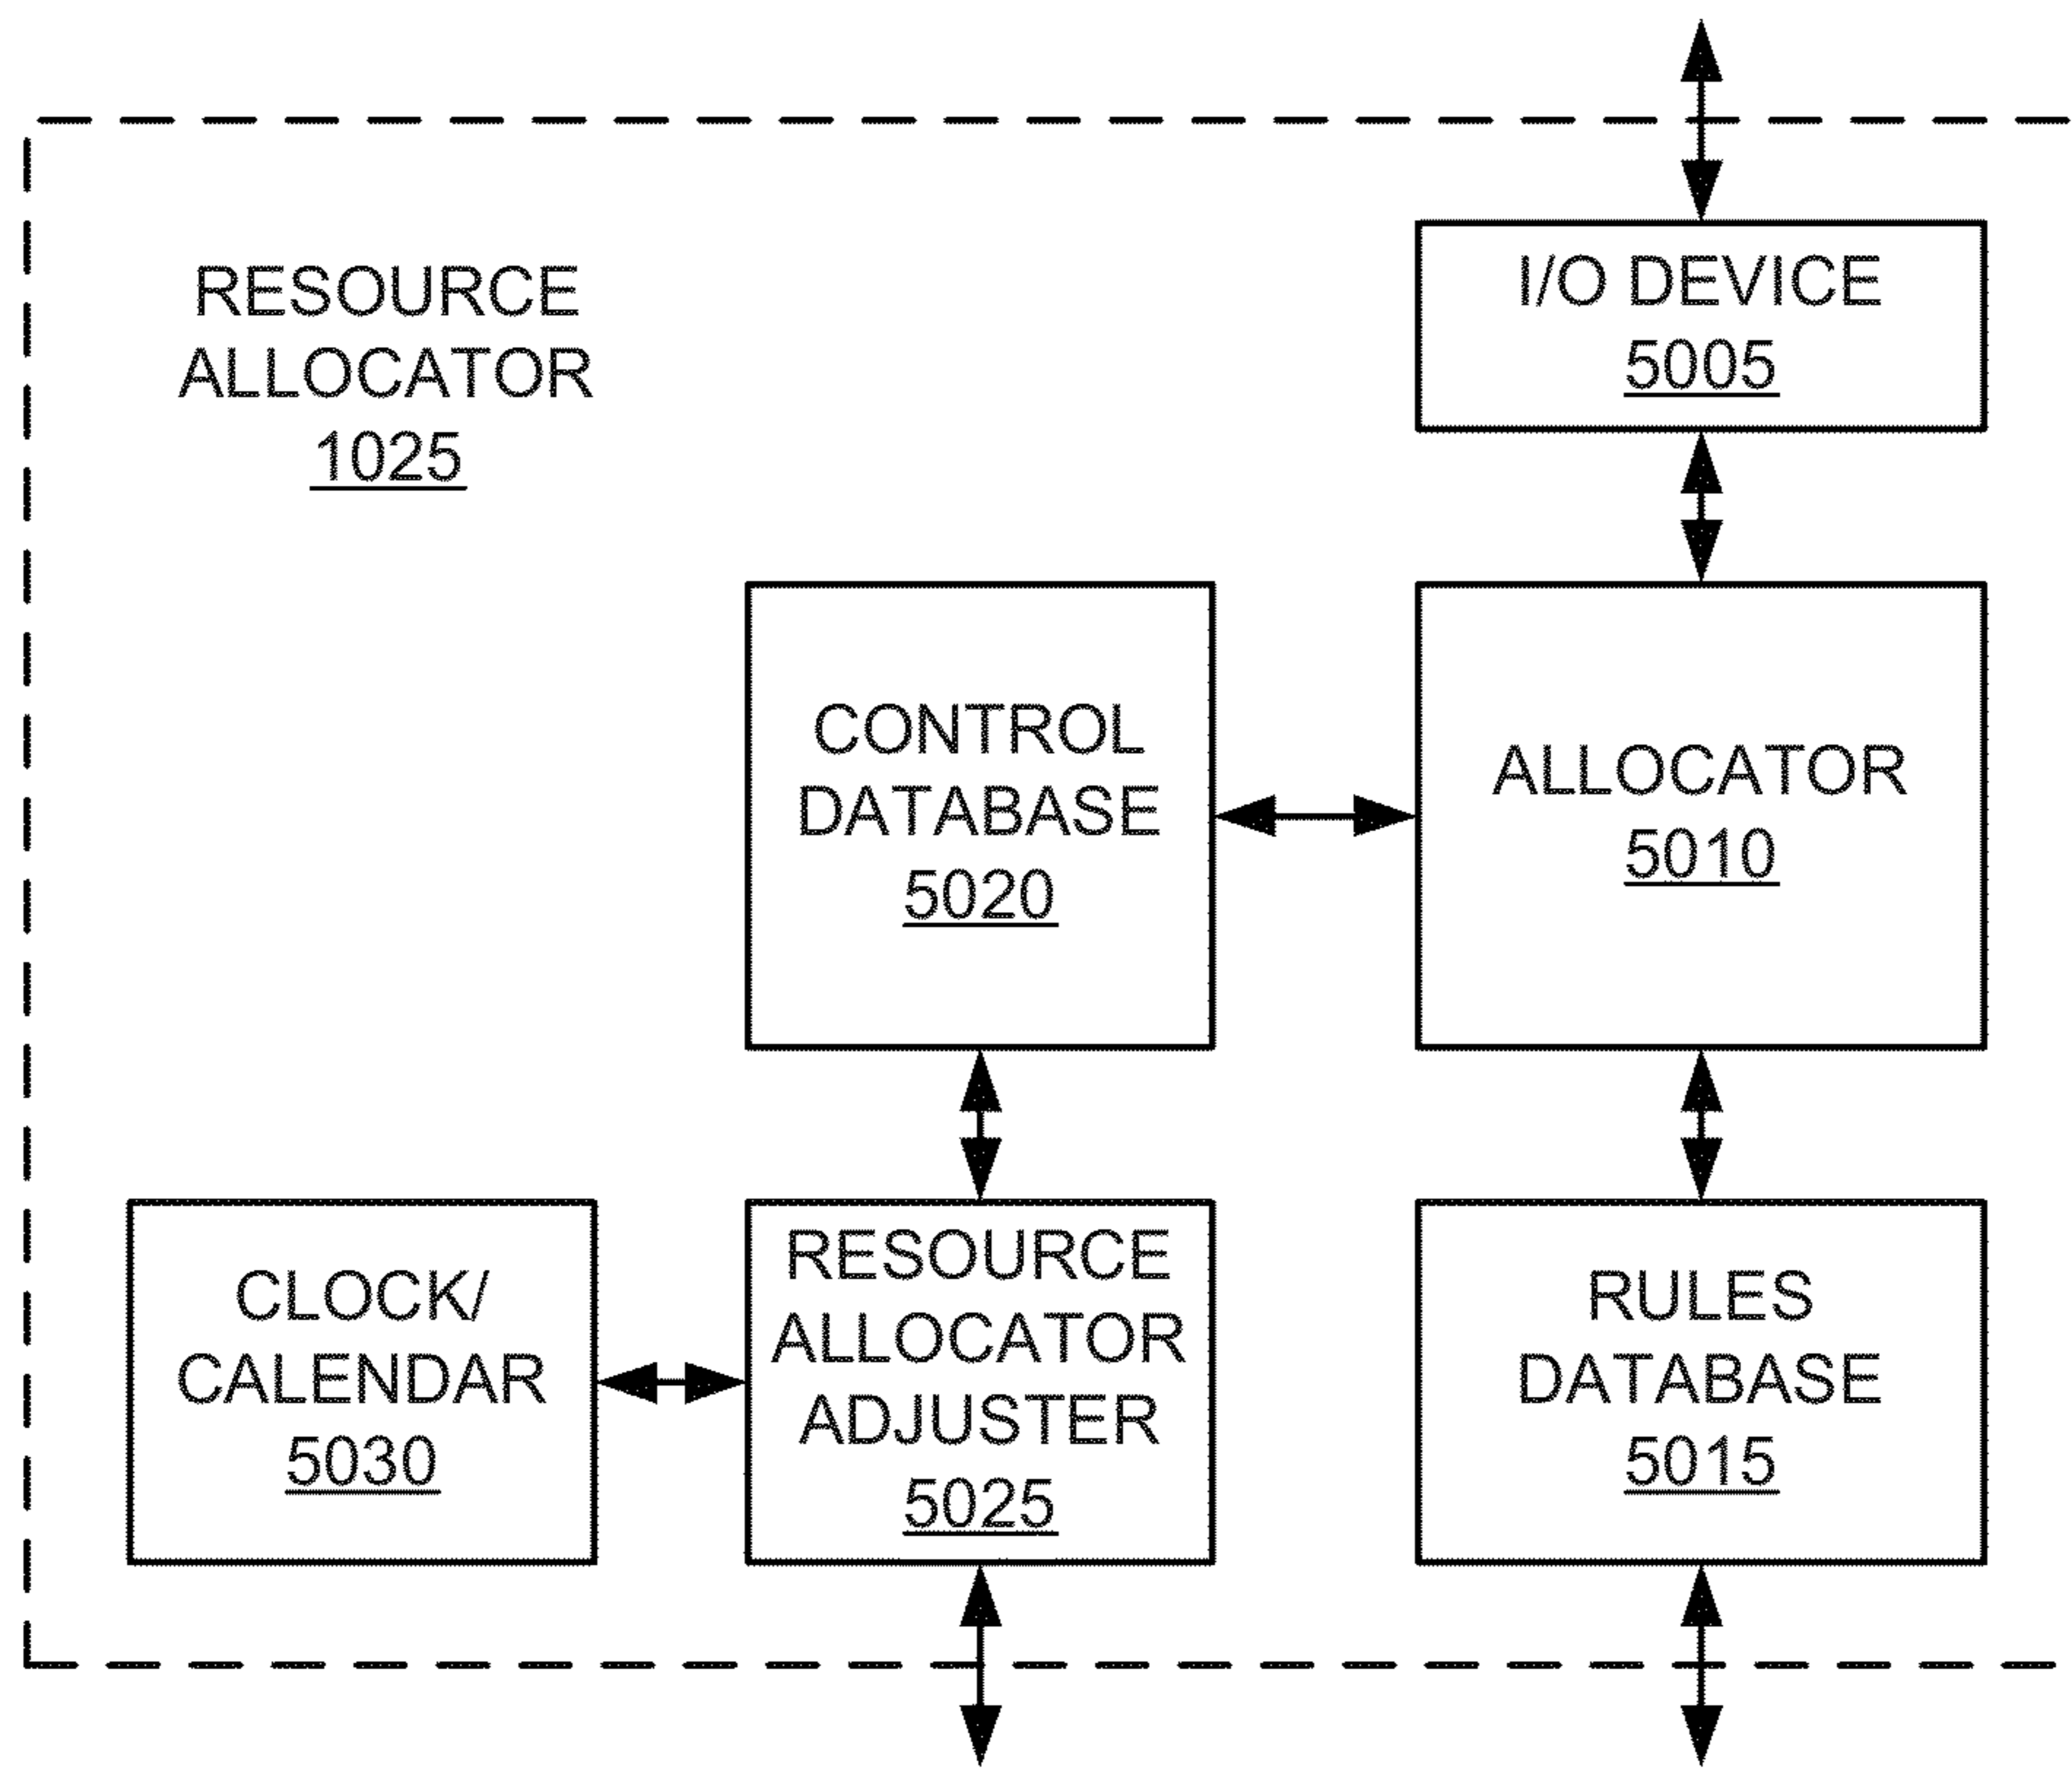 RESOURCE
ALLOCATOR
1025
I/O DEVICE
5005
CONTROL
DATABASE
5020
ALLOCATOR
5010
CLOCK/
CALENDAR
5030
RESOURCE
ALLOCATOR
ADJUSTER
5025
RULES
DATABASE
5015